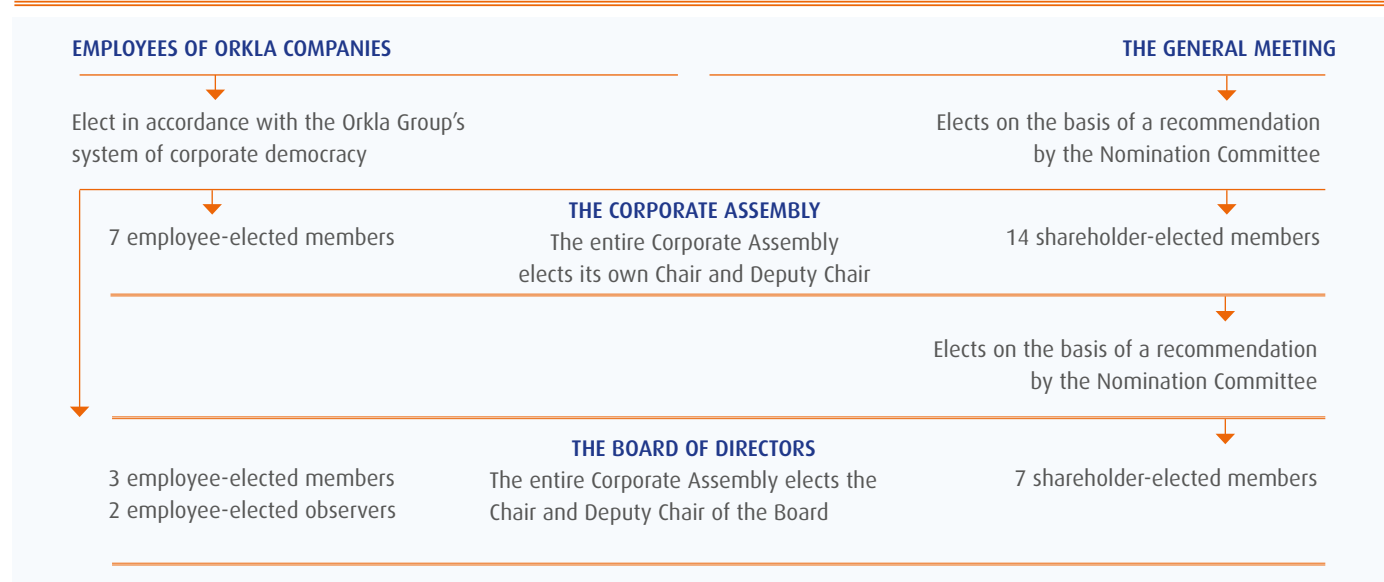 EMPLOYEES OF ORKLA COMPANIES
THE GENERAL MEETING
Elect in accordance with the Orkla Group’s
system of corporate democracy
Elects on the basis of a recommendation
by the Nomination Committee
THE CORPORATE ASSEMBLY
7 employee-elected members
The entire Corporate Assembly
elects its own Chair and Deputy Chair
14 shareholder-elected members
Elects on the basis of a recommendation
by the Nomination Committee
THE BOARD OF DIRECTORS
3 employee-elected members
2 employee-elected observers
The entire Corporate Assembly elects the
Chair and Deputy Chair of the Board
7 shareholder-elected members